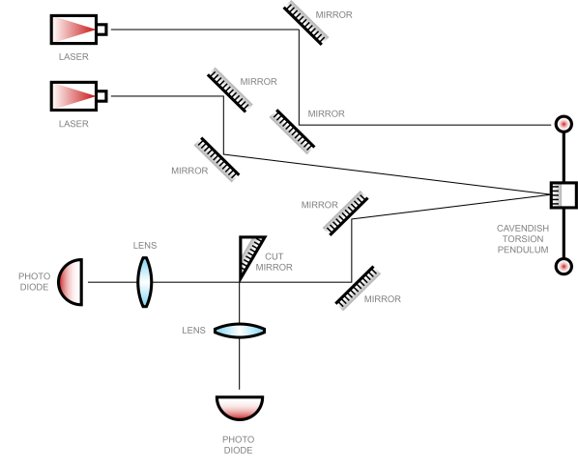 MIRROR
LASER
MIRROR
LASER
MIRROR
MIRROR
MIRROR
CAVENDISH
TORSION
PENDULUM
LENS
CUT
MIRROR
PHOTO
DIODE
MIRROR
LENS
PHOTO
DIODE